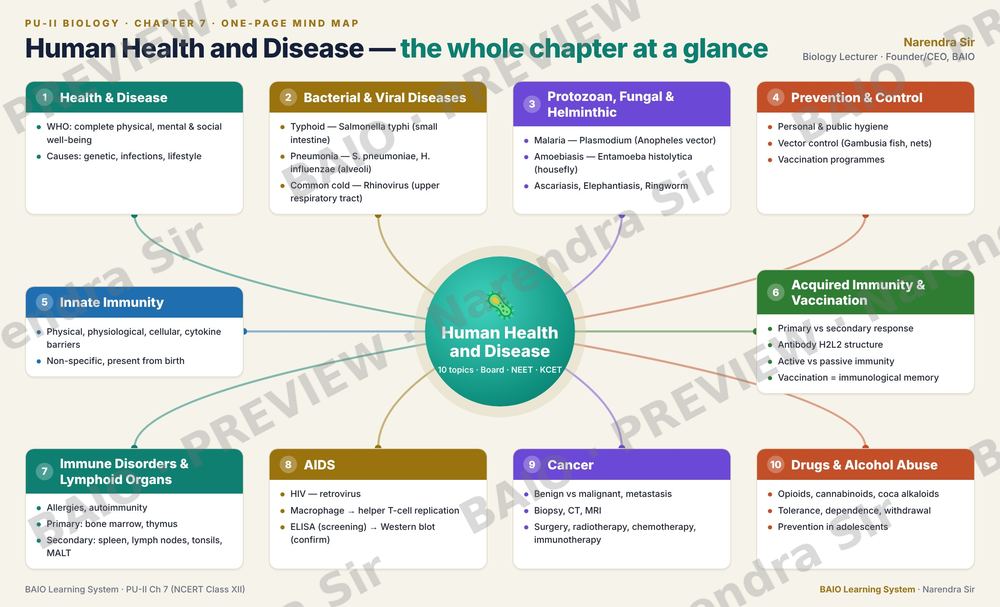 PU-II BIOLOGY · CHAPTER 7 · ONE-PAGE MIND MAP
Human Health and Disease — the whole chapter at a glance
Narendra Sir
Biology Lecturer · Founder/CEO, BAIO
1 Health & Disease
WHO: complete physical, mental & social
well-being
Causes: genetic, infections, lifestyle
2 Bacterial & Viral Diseases
Typhoid — Salmonella typhi (small
intestine)
Pneumonia — S. pneumoniae, H.
influenzae (alveoli)
Common cold — Rhinovirus (upper
respiratory tract)
3 Protozoan, Fungal &
Helminthic
Malaria — Plasmodium (Anopheles vector)
Amoebiasis — Entamoeba histolytica
(housefly)
Ascariasis, Elephantiasis, Ringworm
4 Prevention & Control
Personal & public hygiene
Vector control (Gambusia fish, nets)
Vaccination programmes
5 Innate Immunity
Physical, physiological, cellular, cytokine
barriers
Non-specific, present from birth
Human Health
and Disease
10 topics · Board · NEET · KCET
6 Acquired Immunity &
Vaccination
Primary vs secondary response
Antibody H2L2 structure
Active vs passive immunity
Vaccination = immunological memory
7 Immune Disorders &
Lymphoid Organs
Allergies, autoimmunity
Primary: bone marrow, thymus
Secondary: spleen, lymph nodes, tonsils,
MALT
8 AIDS
HIV — retrovirus
Macrophage → helper T-cell replication
ELISA (screening) → Western blot
(confirm)
9 Cancer
Benign vs malignant, metastasis
Biopsy, CT, MRI
Surgery, radiotherapy, chemotherapy,
immunotherapy
10 Drugs & Alcohol Abuse
Opioids, cannabinoids, coca alkaloids
Tolerance, dependence, withdrawal
Prevention in adolescents
BAIO Learning System · PU-II Ch 7 (NCERT Class XII)
BAIO Learning System · Narendra Sir
BAIO · PREVIEW · Narendra Sir